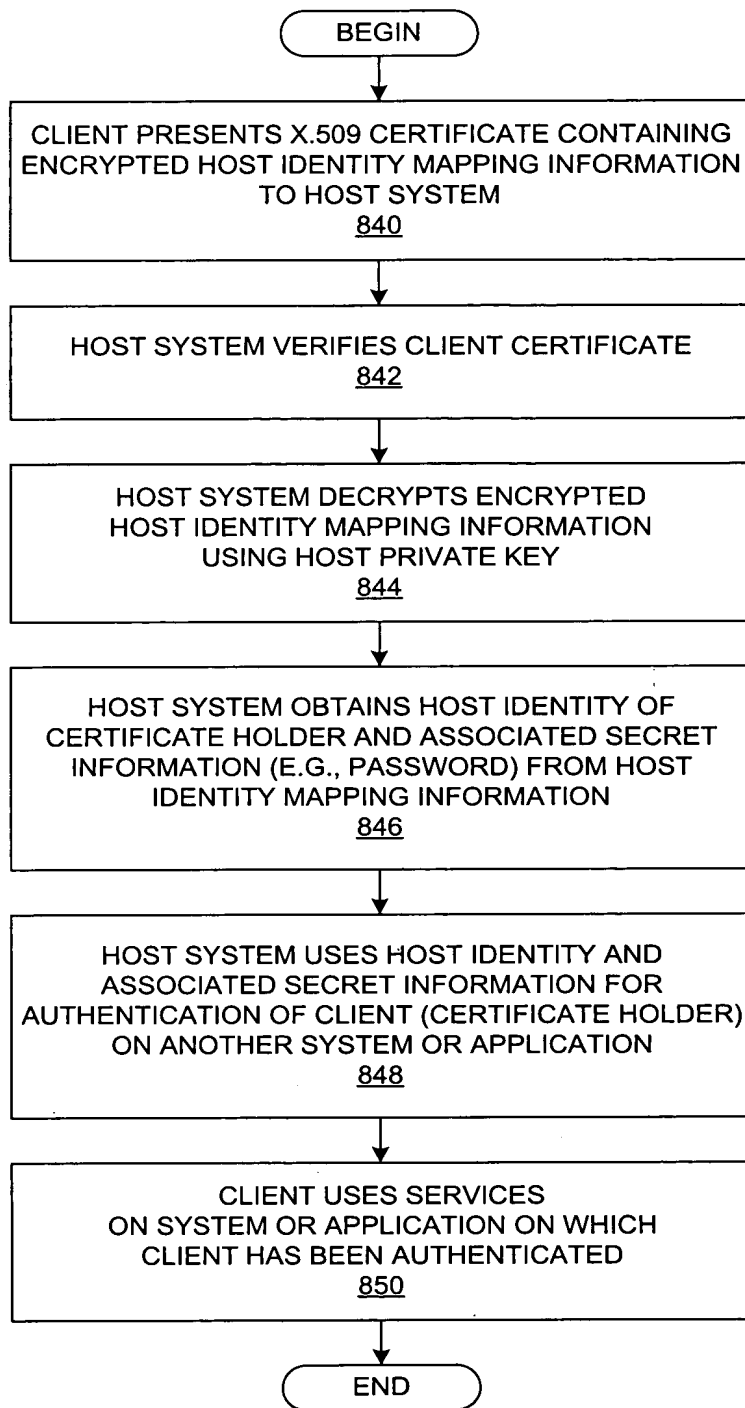 BEGIN
CLIENT PRESENTS X.509 CERTIFICATE CONTAINING
ENCRYPTED HOST IDENTITY MAPPING INFORMATION
TO HOST SYSTEM
840
HOST SYSTEM VERIFIES CLIENT CERTIFICATE
842
HOST SYSTEM DECRYPTS ENCRYPTED
HOST IDENTITY MAPPING INFORMATION
USING HOST PRIVATE KEY
844
HOST SYSTEM OBTAINS HOST IDENTITY OF
CERTIFICATE HOLDER AND ASSOCIATED SECRET
INFORMATION (E.G., PASSWORD) FROM HOST
IDENTITY MAPPING INFORMATION
846
HOST SYSTEM USES HOST IDENTITY AND
ASSOCIATED SECRET INFORMATION FOR
AUTHENTICATION OF CLIENT (CERTIFICATE HOLDER)
ON ANOTHER SYSTEM OR APPLICATION
848
CLIENT USES SERVICES
ON SYSTEM OR APPLICATION ON WHICH
CLIENT HAS BEEN AUTHENTICATED
850
END